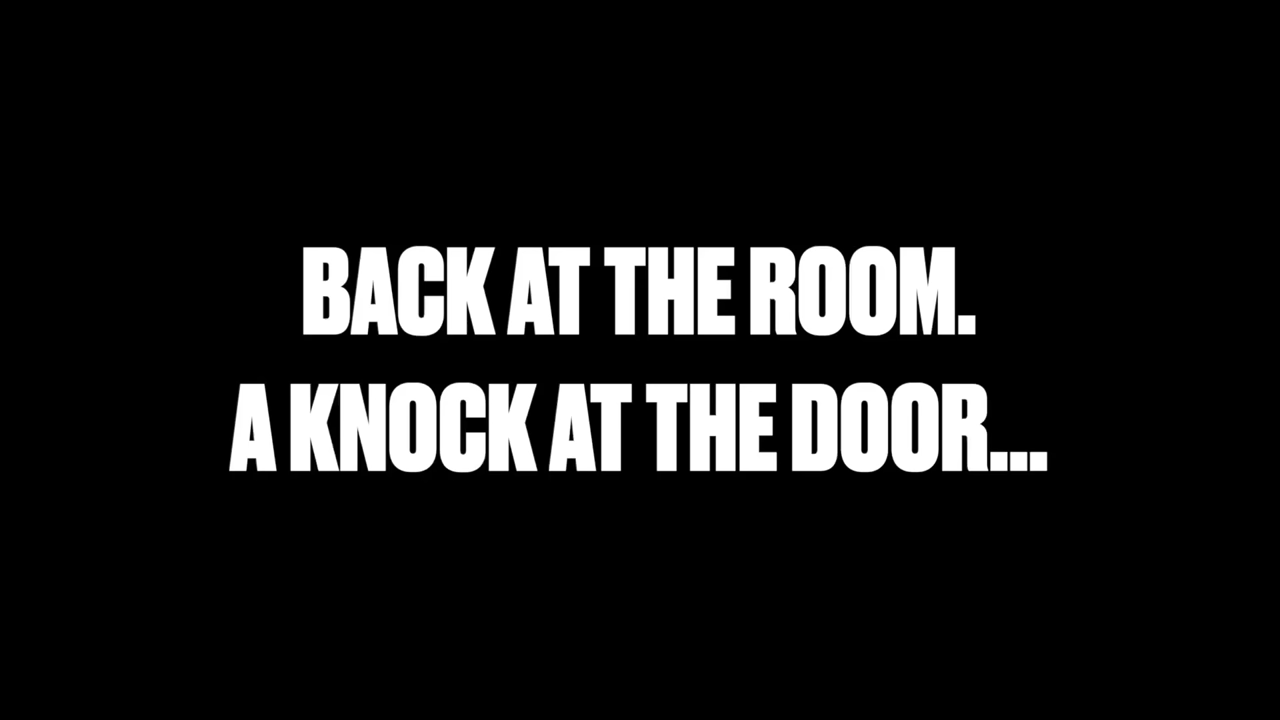 BACK AT THE ROOM.
A KNOCK AT THE DOOR...